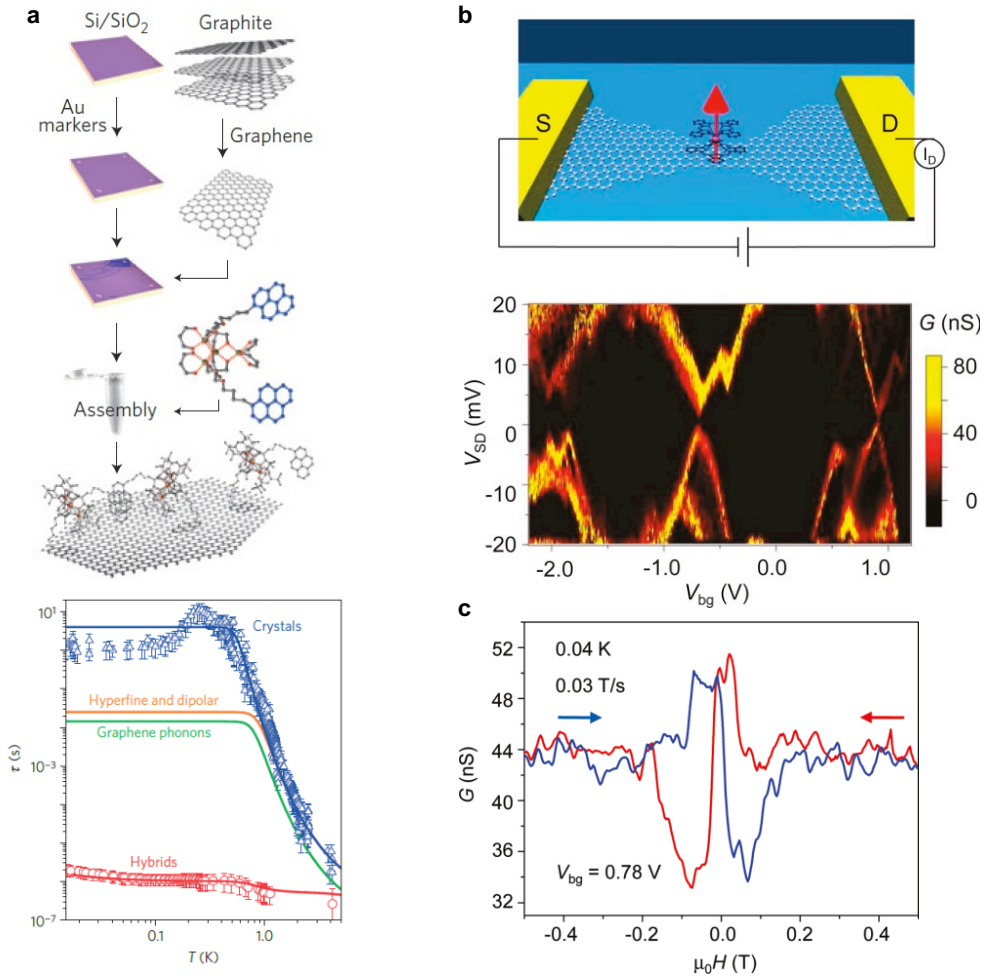 a
Si/SiO₂
Graphite
Au
markers
Graphene
Assembly
10¹
10⁻³
10⁻⁷
τ (s)
Crystals
Hyperfine and dipolar
Graphene phonons
Hybrids
0.1
1.0
T (K)
b
S
D
I_D
20
10
0
-10
-20
V_SD (mV)
-2.0
-1.0
0.0
1.0
V_bg (V)
G (nS)
80
40
0
c
52
48
44
40
36
32
G (nS)
0.04 K
0.03 T/s
V_bg = 0.78 V
-0.4
-0.2
0.0
0.2
0.4
μ₀H (T)